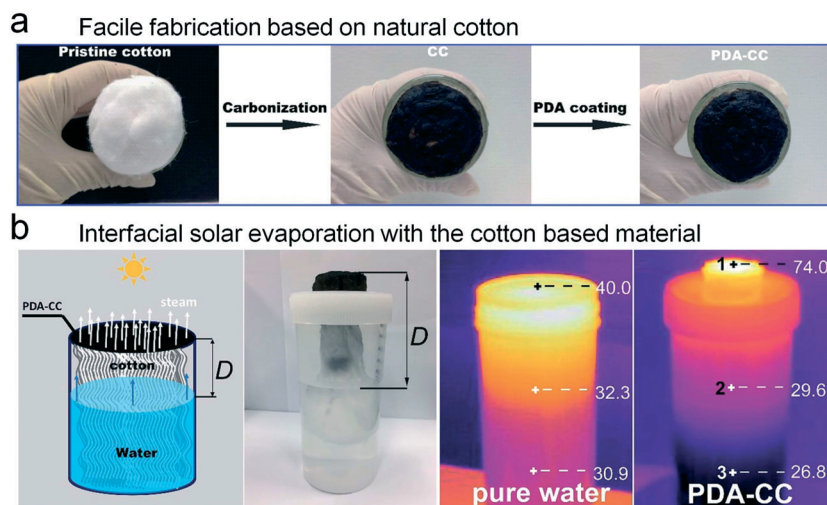 a Facile fabrication based on natural cotton
Pristine cotton
Carbonization
CC
PDA coating
PDA-CC
b Interfacial solar evaporation with the cotton based material
steam
PDA-CC
D
cotton
Water
D
40.0
32.3
30.9
pure water
1 74.0
2 29.6
3 26.8
PDA-CC